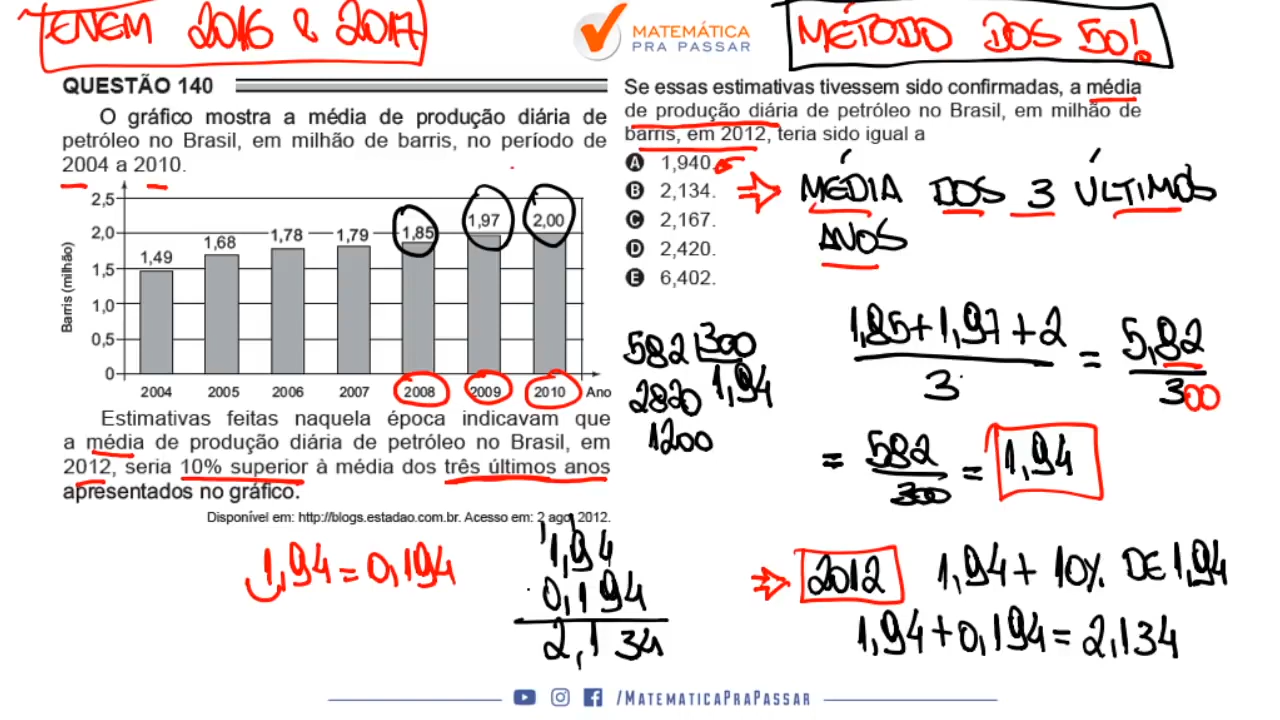 ENEM 2016 e 2017
MATEMÁTICA
PRA PASSAR
MÉTODO DOS 50!
QUESTÃO 140
O gráfico mostra a média de produção diária de
petróleo no Brasil, em milhão de barris, no período de
2004 a 2010.
Barris (milhão)
2,5
2,0
1,5
1,0
0,5
0
1,49
1,68
1,78
1,79
1,85
1,97
2,00
2004 2005 2006 2007 2008 2009 2010 Ano
Estimativas feitas naquela época indicavam que
a média de produção diária de petróleo no Brasil, em
2012, seria 10% superior à média dos três últimos anos
apresentados no gráfico.
Disponível em: http://blogs.estadao.com.br. Acesso em: 2 ago. 2012.
1,94 = 0,194
1 1
1,94
0,194
2,134
Se essas estimativas tivessem sido confirmadas, a média
de produção diária de petróleo no Brasil, em milhão de
barris, em 2012, teria sido igual a
A 1,940.
B 2,134.
C 2,167.
D 2,420.
E 6,402.
MÉDIA DOS 3 ÚLTIMOS
ANOS
582 300
2820 1,94
1200
1,85+1,97+2
3
=
5,82
300
= 582
300
= 1,94
2012 1,94 + 10% DE 1,94
1,94+0,194 = 2,134
/MATEMATICAPRAPASSAR